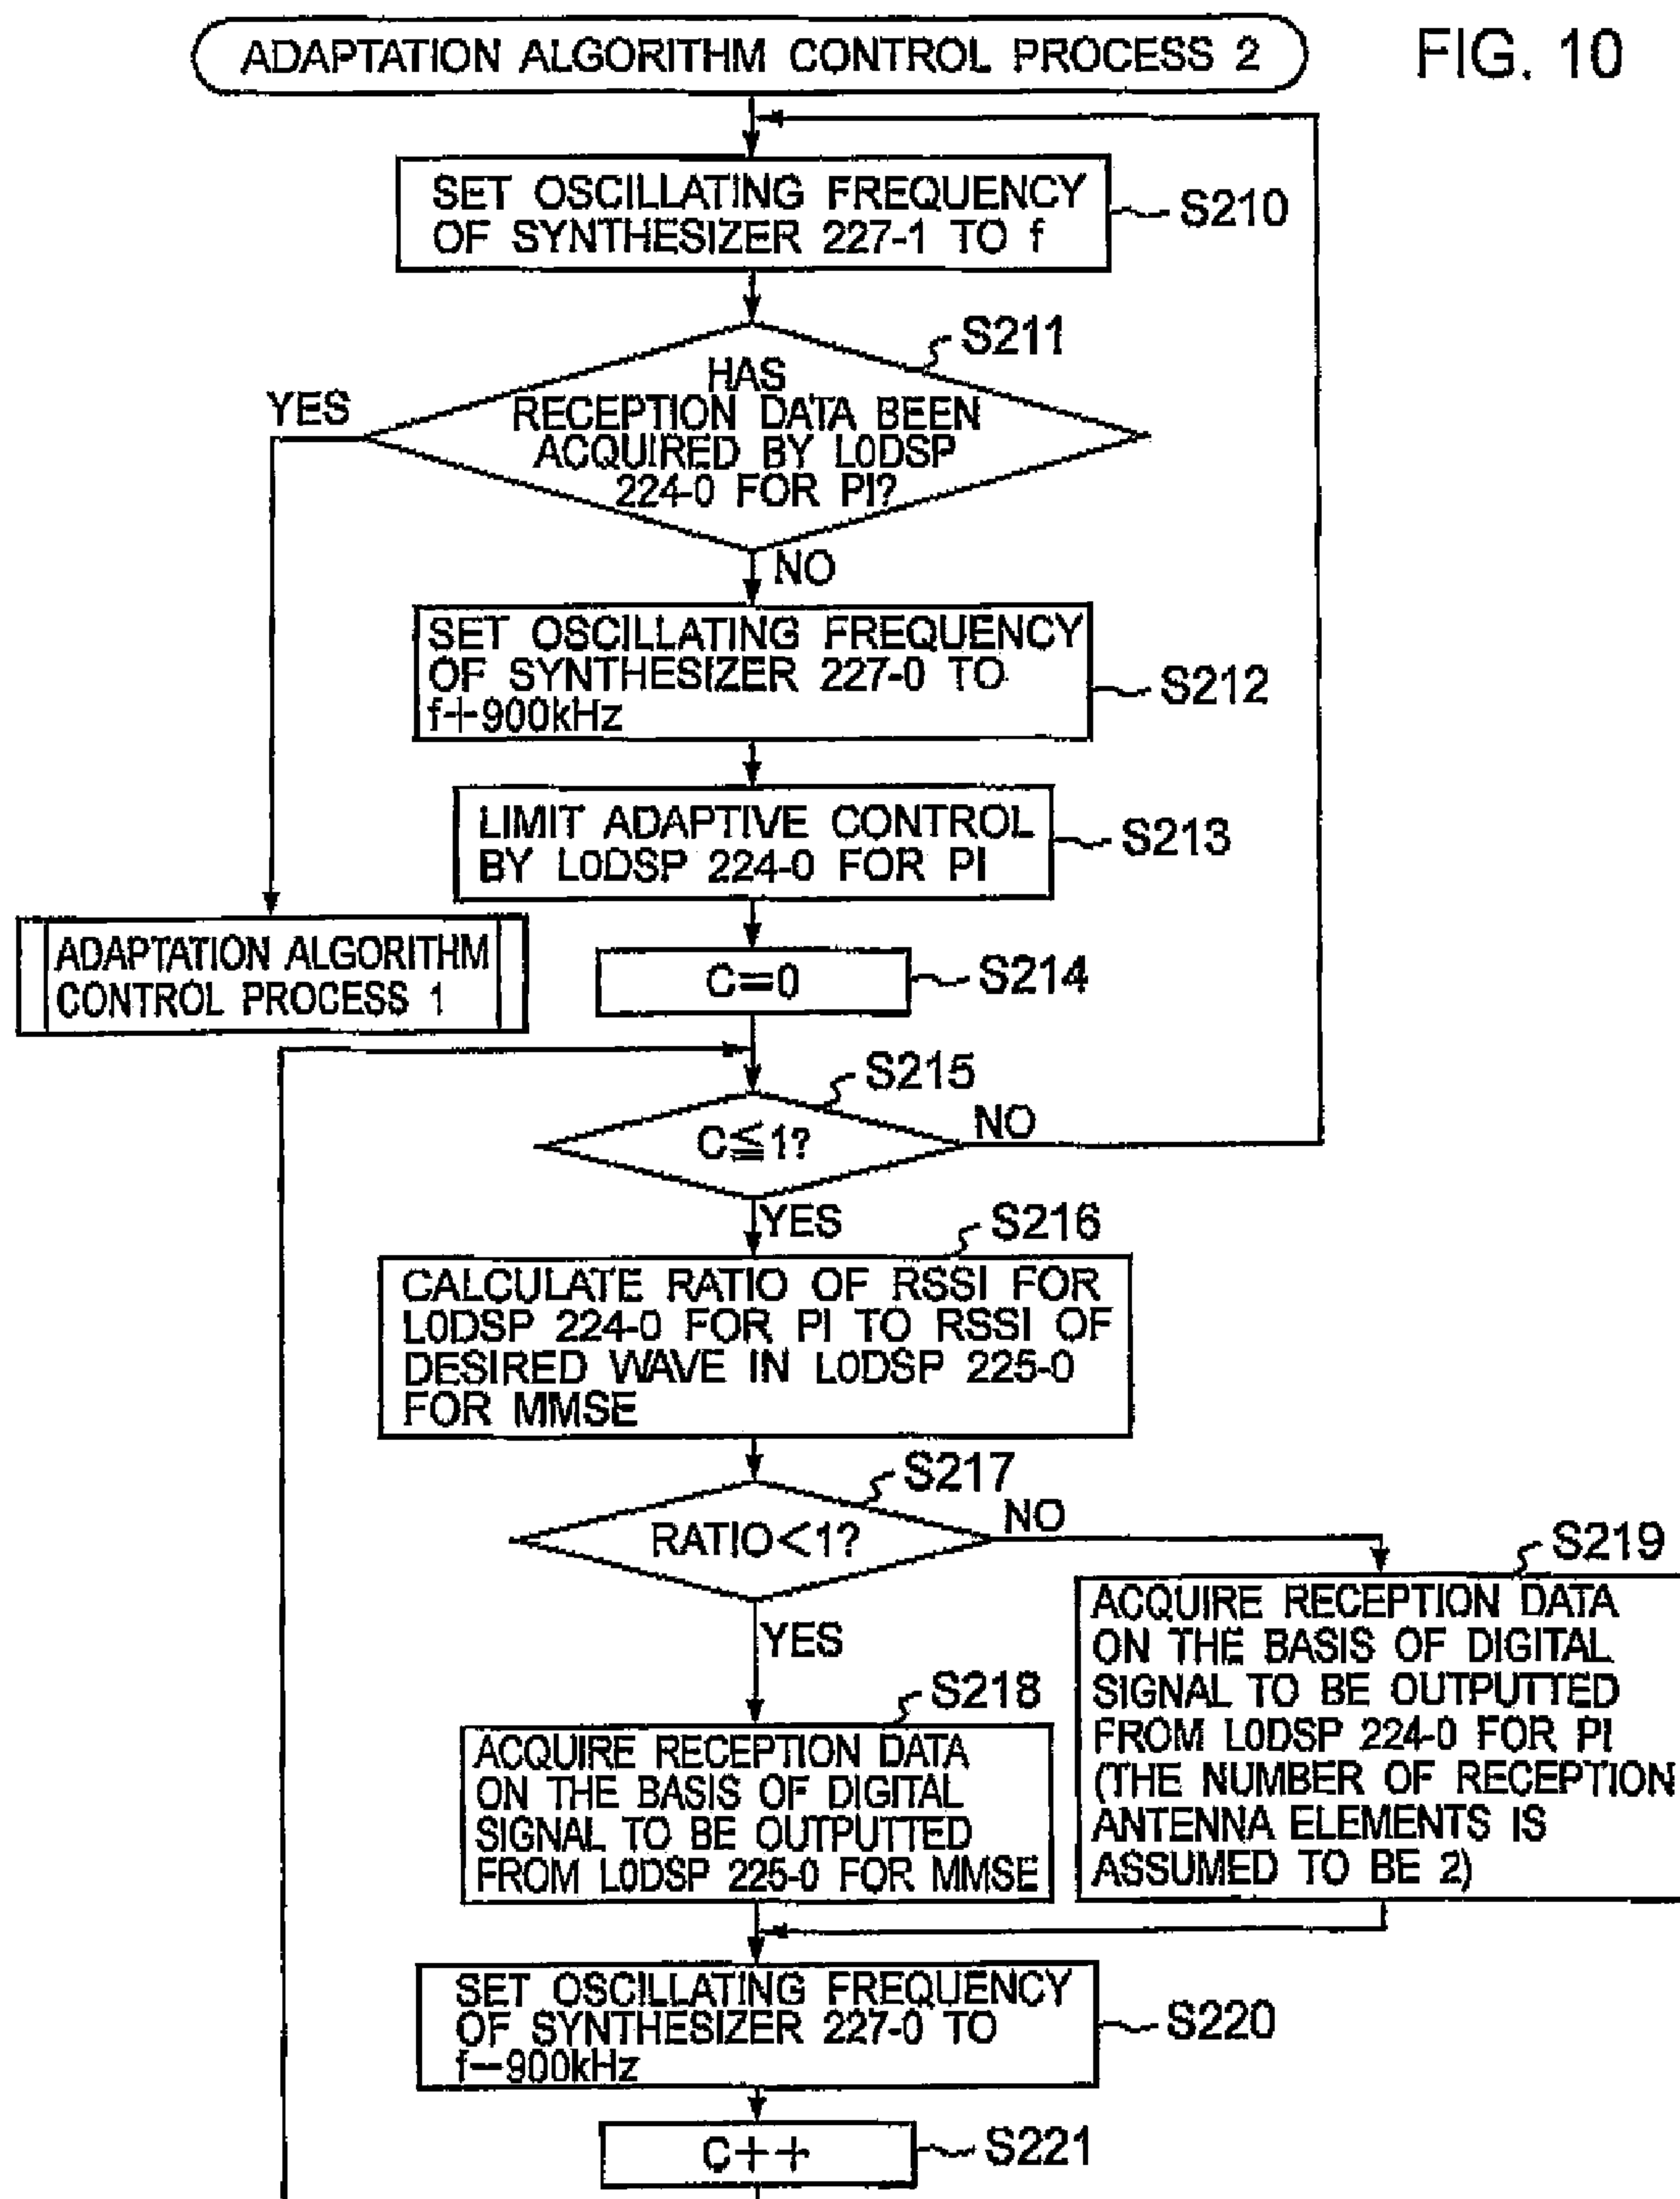 ADAPTATION ALGORITHM CONTROL PROCESS 2
FIG. 10
SET OSCILLATING FREQUENCY
OF SYNTHESIZER 227-1 TO f
S210
S211
HAS
RECEPTION DATA BEEN
ACQUIRED BY L0DSP
224-0 FOR PI?
YES
NO
SET OSCILLATING FREQUENCY
OF SYNTHESIZER 227-0 TO
f+900kHz
S212
LIMIT ADAPTIVE CONTROL
BY L0DSP 224-0 FOR PI
S213
ADAPTATION ALGORITHM
CONTROL PROCESS 1
C=0
S214
S215
C≦1?
NO
YES
S216
CALCULATE RATIO OF RSSI FOR
L0DSP 224-0 FOR PI TO RSSI OF
DESIRED WAVE IN L0DSP 225-0
FOR MMSE
S217
RATIO<1?
NO
YES
S219
ACQUIRE RECEPTION DATA
ON THE BASIS OF DIGITAL
SIGNAL TO BE OUTPUTTED
FROM L0DSP 224-0 FOR PI
(THE NUMBER OF RECEPTION
ANTENNA ELEMENTS IS
ASSUMED TO BE 2)
S218
ACQUIRE RECEPTION DATA
ON THE BASIS OF DIGITAL
SIGNAL TO BE OUTPUTTED
FROM L0DSP 225-0 FOR MMSE
SET OSCILLATING FREQUENCY
OF SYNTHESIZER 227-0 TO
f-900kHz
S220
C++
S221